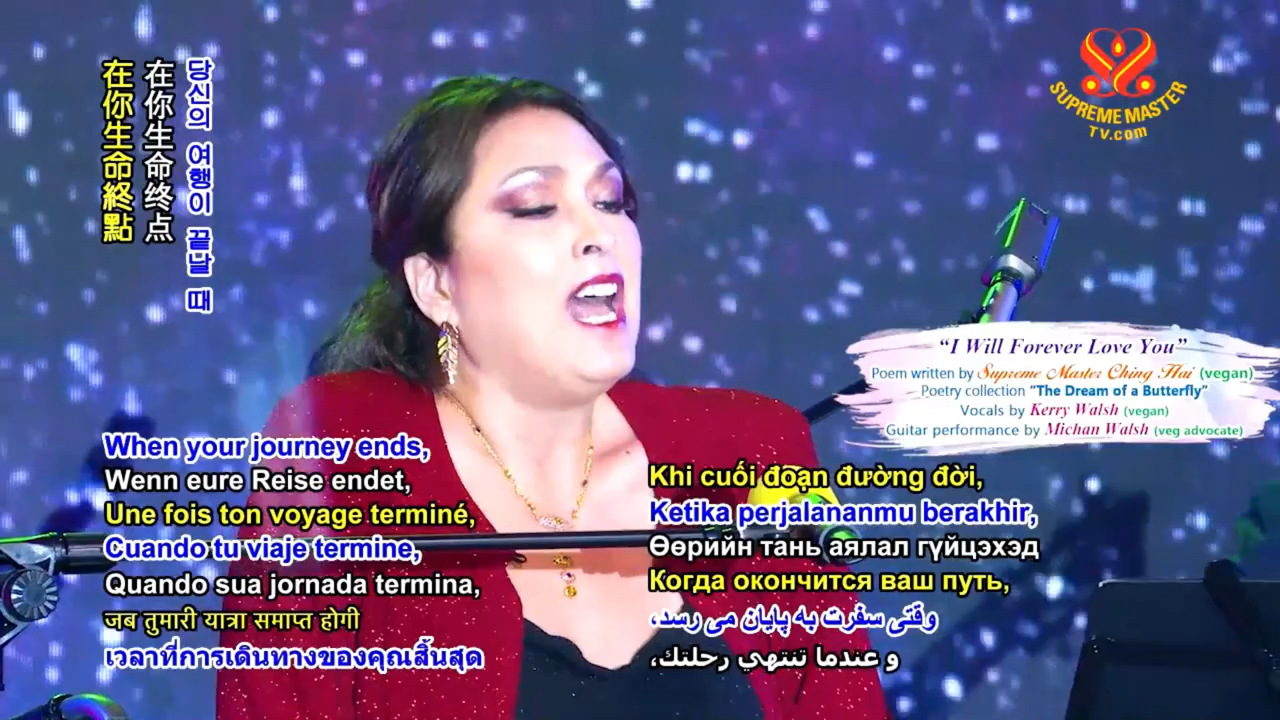 在你生命終點
在你生命终点
당신의 여행이 끝날 때
SUPREME MASTER
TV.com
“I Will Forever Love You”
Poem written by Supreme Master Ching Hai (vegan)
Poetry collection “The Dream of a Butterfly”
Vocals by Kerry Walsh (vegan)
Guitar performance by Michan Walsh (veg advocate)
When your journey ends,
Wenn eure Reise endet,
Une fois ton voyage terminé,
Cuando tu viaje termine,
Quando sua jornada termina,
जब तुमारी यात्रा समाप्त होगी
เวลาที่การเดินทางของคุณสิ้นสุด
Khi cuối đoạn đường đời,
Ketika perjalananmu berakhir,
Өөрийн тань аялал гүйцэхэд
Когда окончится ваш путь,
وقتی سفرت به پایان می رسد،
و عندما تنتهي رحلتك،